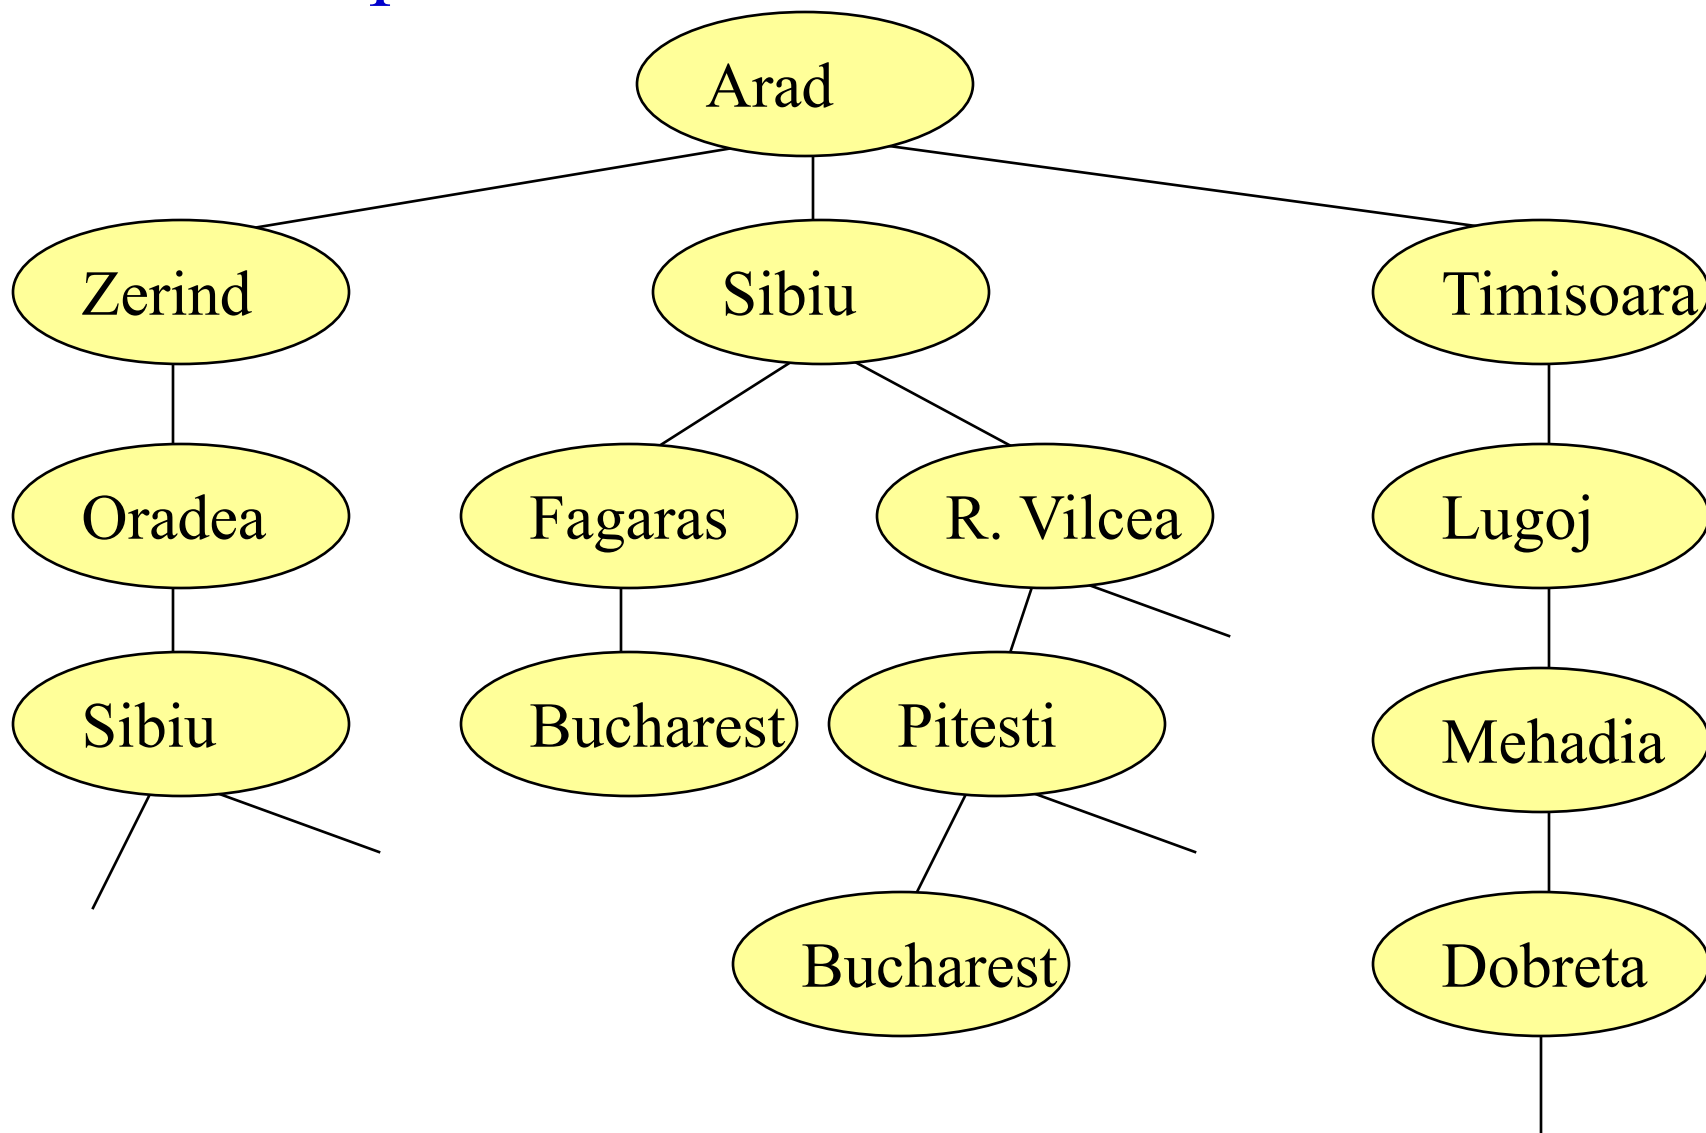 Arad
Zerind
Sibiu
Timisoara
Oradea
Fagaras
R. Vilcea
Lugoj
Sibiu
Bucharest
Pitesti
Mehadia
Bucharest
Dobreta